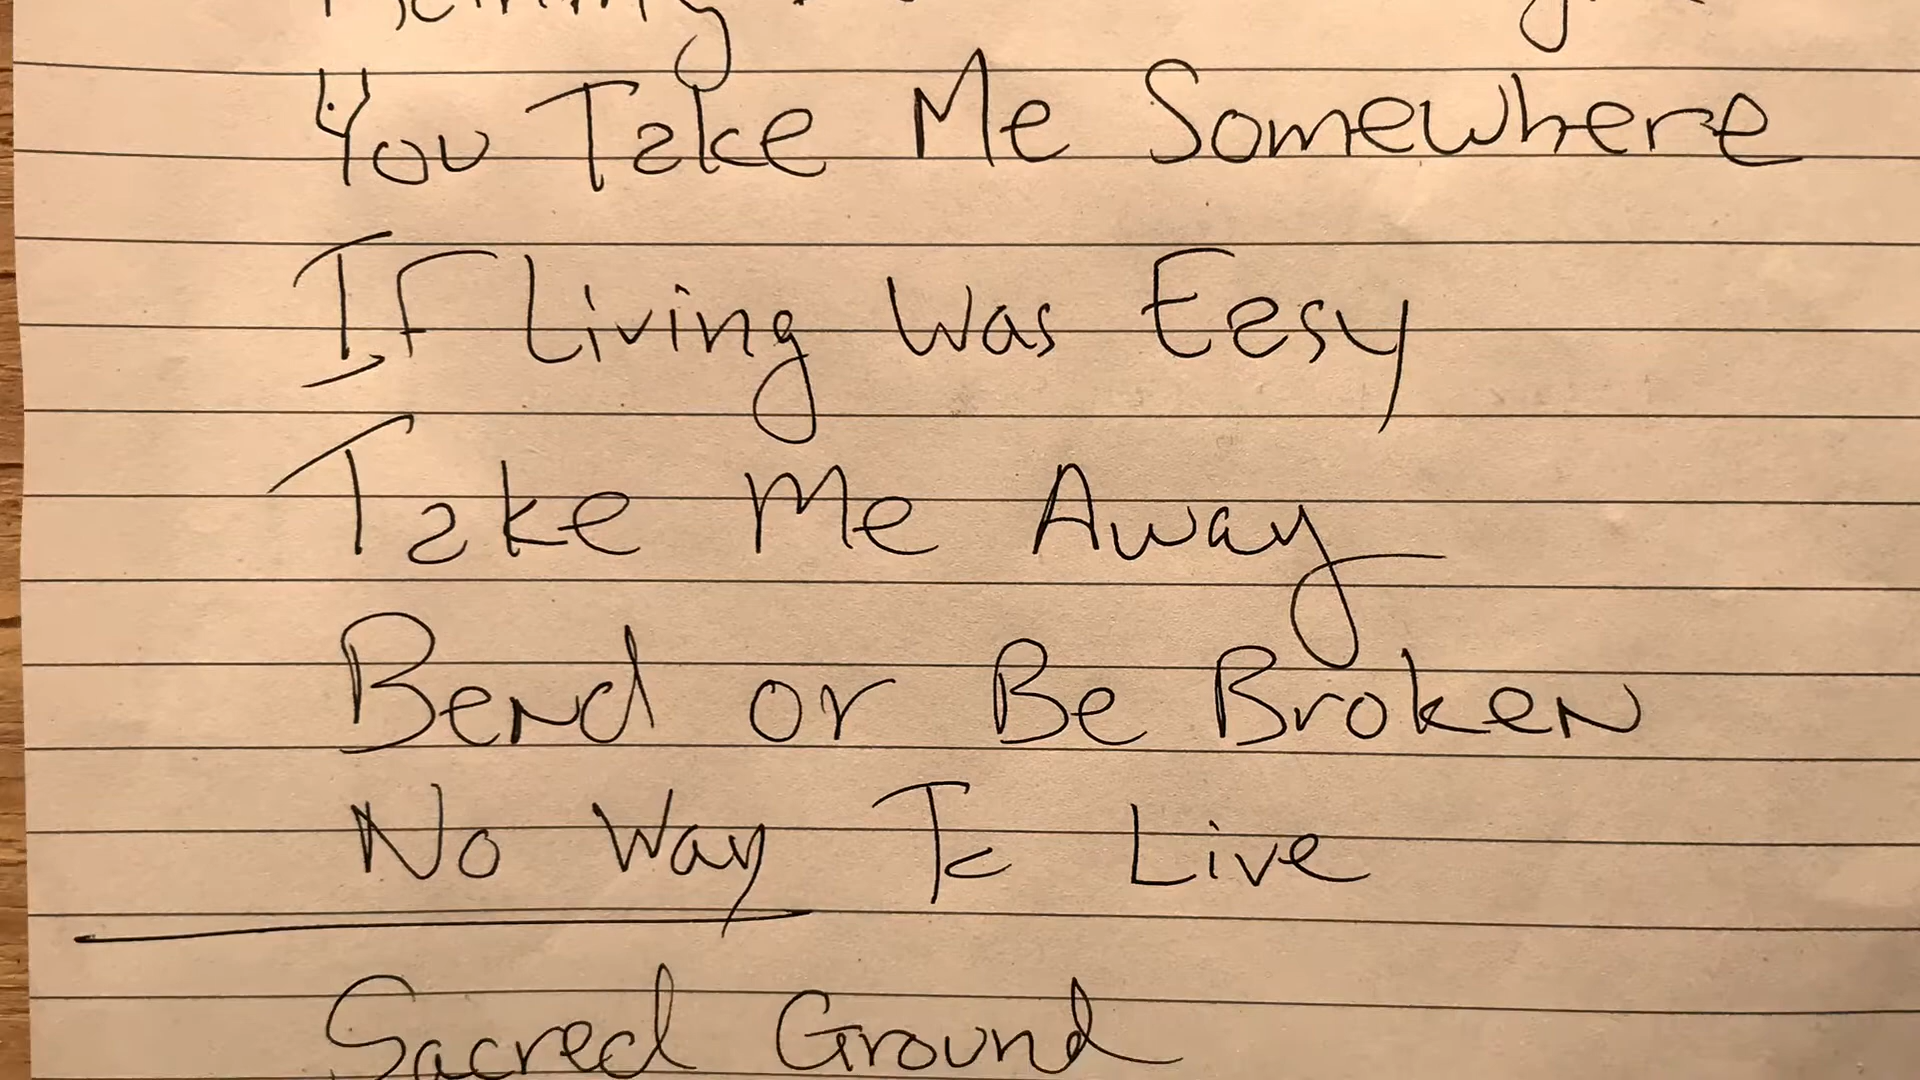 You Take Me Somewhere
If Living Was Easy
Take Me Away
Bend or Be Broken
No Way To Live
Sacred Ground